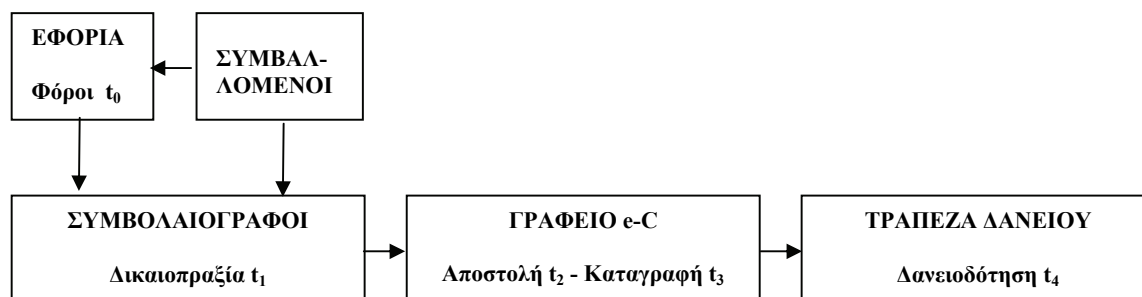 ΕΦΟΡΙΑ
Φόροι t₀
ΣΥΜΒΑΛ-
ΛΟΜΕΝΟΙ
ΣΥΜΒΟΛΑΙΟΓΡΑΦΟΙ
Δικαιοπραξία t₁
ΓΡΑΦΕΙΟ e-C
Αποστολή t₂ - Καταγραφή t₃
ΤΡΑΠΕΖΑ ΔΑΝΕΙΟΥ
Δανειοδότηση t₄